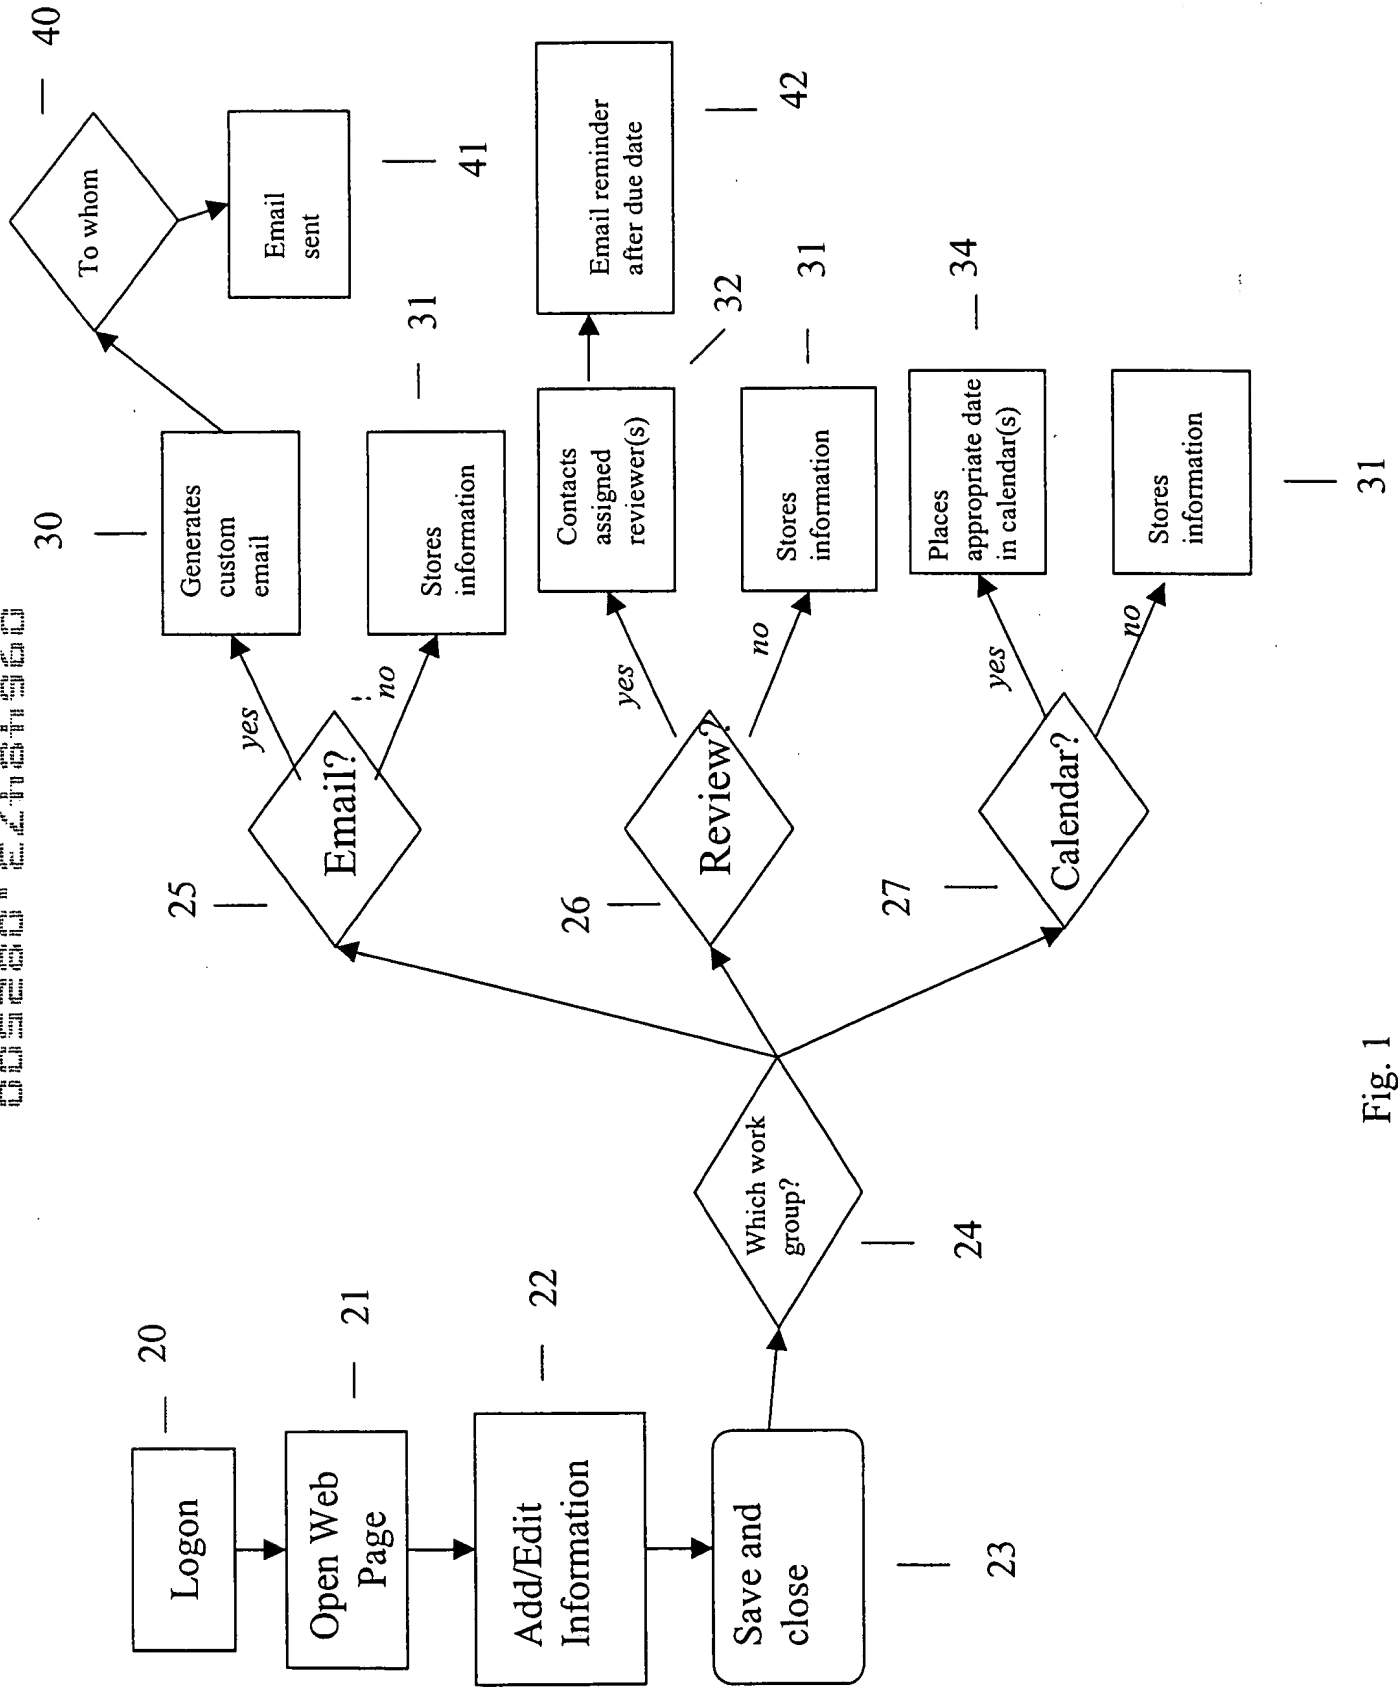 Logon
20
Open Web
Page
21
Add/Edit
Information
22
Save and
close
23
Which work
group?
24
25
Email?
yes
no
30
Generates
custom
email
To whom
40
Email
sent
41
Stores
information
31
26
Review?
yes
no
Contacts
assigned
reviewer(s)
32
Email reminder
after due date
42
Stores
information
31
27
Calendar?
yes
no
Places
appropriate date
in calendar(s)
34
Stores
information
31
Fig. 1